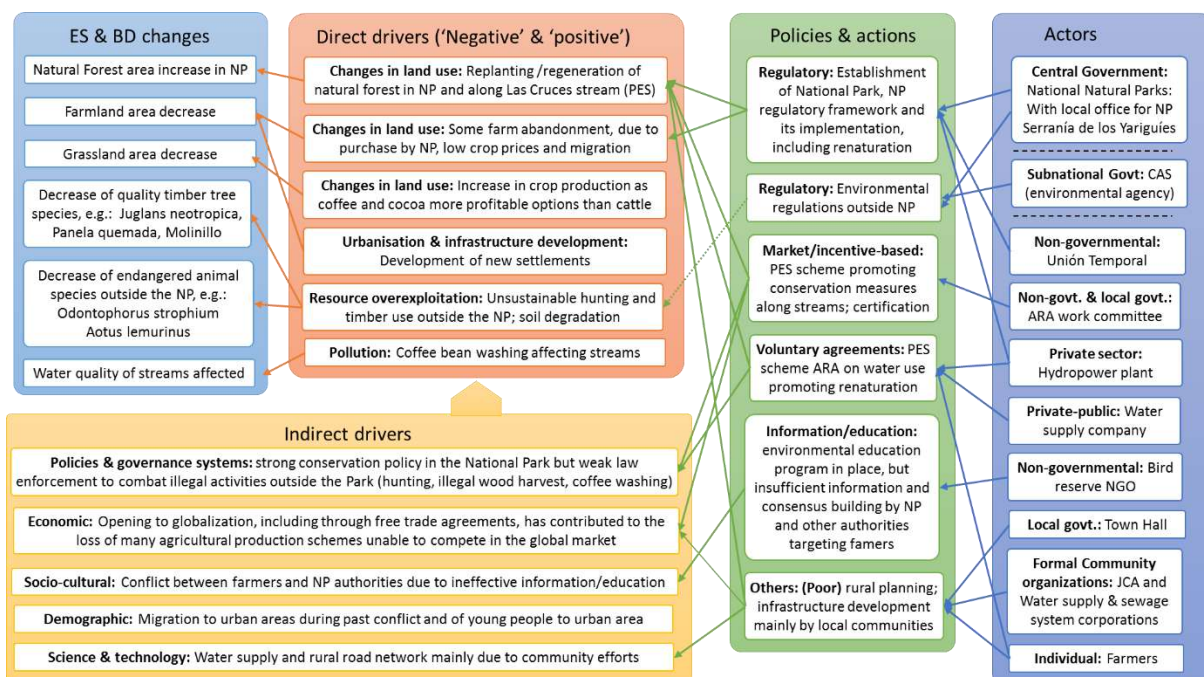 ES & BD changes
Natural Forest area increase in NP
Farmland area decrease
Grassland area decrease
Decrease of quality timber tree
species, e.g.: Juglans neotropica,
Panela quemada, Molinillo
Decrease of endangered animal
species outside the NP, e.g.:
Odontophorus strophium
Aotus lemurinus
Water quality of streams affected
Direct drivers (‘Negative’ & ‘positive’)
Changes in land use: Replanting /regeneration of
natural forest in NP and along Las Cruces stream (PES)
Changes in land use: Some farm abandonment, due to
purchase by NP, low crop prices and migration
Changes in land use: Increase in crop production as
coffee and cocoa more profitable options than cattle
Urbanisation & infrastructure development:
Development of new settlements
Resource overexploitation: Unsustainable hunting and
timber use outside the NP; soil degradation
Pollution: Coffee bean washing affecting streams
Indirect drivers
Policies & governance systems: strong conservation policy in the National Park but weak law
enforcement to combat illegal activities outside the Park (hunting, illegal wood harvest, coffee washing)
Economic: Opening to globalization, including through free trade agreements, has contributed to the
loss of many agricultural production schemes unable to compete in the global market
Socio-cultural: Conflict between farmers and NP authorities due to ineffective information/education
Demographic: Migration to urban areas during past conflict and of young people to urban area
Science & technology: Water supply and rural road network mainly due to community efforts
Policies & actions
Regulatory: Establishment
of National Park, NP
regulatory framework and
its implementation,
including renaturation
Regulatory: Environmental
regulations outside NP
Market/incentive-based:
PES scheme promoting
conservation measures
along streams; certification
Voluntary agreements: PES
scheme ARA on water use
promoting renaturation
Information/education:
environmental education
program in place, but
insufficient information and
consensus building by NP
and other authorities
targeting famers
Others: (Poor) rural planning;
infrastructure development
mainly by local communities
Actors
Central Government:
National Natural Parks:
With local office for NP
Serranía de los Yariguíes
Subnational Govt: CAS
(environmental agency)
Non-governmental:
Unión Temporal
Non-govt. & local govt.:
ARA work committee
Private sector:
Hydropower plant
Private-public: Water
supply company
Non-governmental: Bird
reserve NGO
Local govt.: Town Hall
Formal Community
organizations: JCA and
Water supply & sewage
system corporations
Individual: Farmers